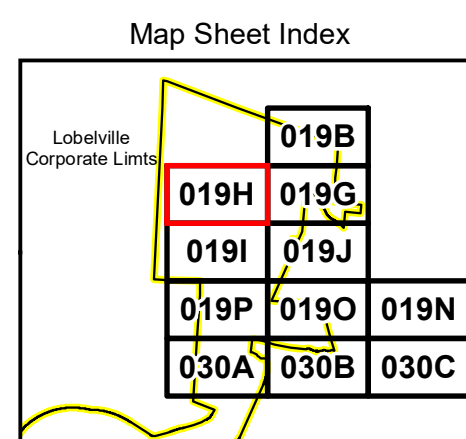 Map Sheet Index
Lobelville
Corporate Limts
019B
019H 019G
019I 019J
019P 019O 019N
030A 030B 030C